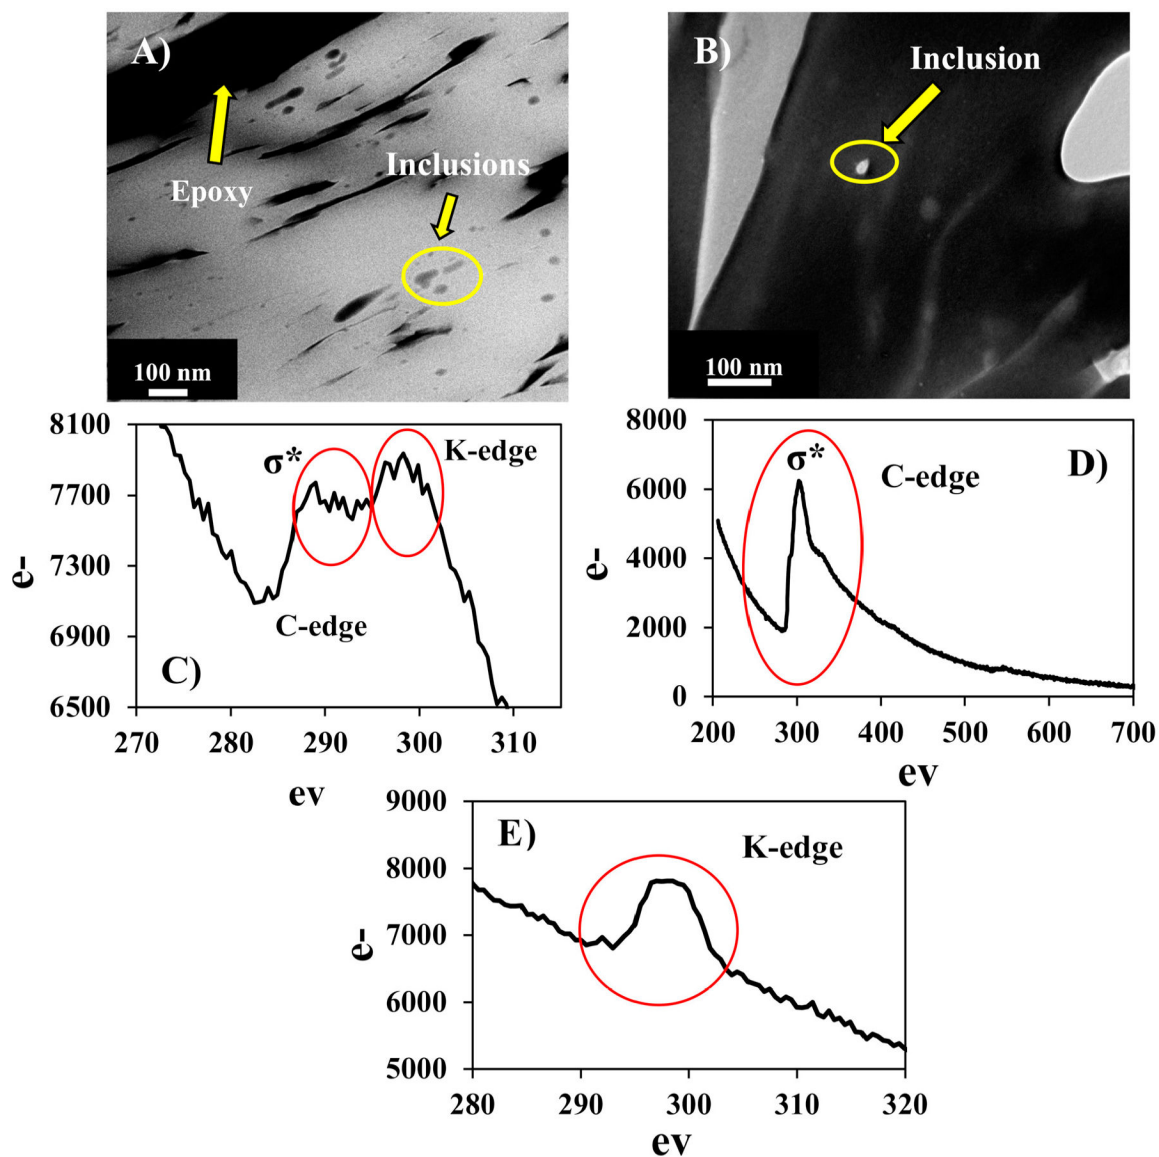 A)
Epoxy
Inclusions
100 nm
B)
Inclusion
100 nm
8100
7700
7300
6900
6500
e-
σ*
K-edge
C-edge
C)
270 280 290 300 310
ev
8000
6000
4000
2000
0
e-
σ*
C-edge
D)
200 300 400 500 600 700
ev
9000
8000
7000
6000
5000
e-
E)
K-edge
280 290 300 310 320
ev